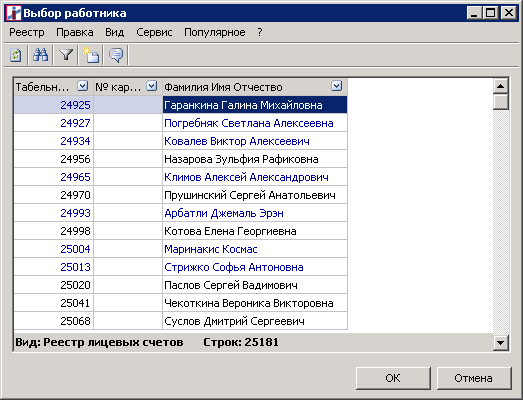 Выбор работника
Реестр Правка Вид Сервис Популярное ?
Табельн... № кар... Фамилия Имя Отчество
24925 Гаранкина Галина Михайловна
24927 Погребняк Светлана Алексеевна
24934 Ковалев Виктор Алексеевич
24956 Назарова Зульфия Рафиковна
24965 Климов Алексей Александрович
24970 Прушинский Сергей Анатольевич
24993 Арбатли Джемаль Эрэн
24998 Котова Елена Георгиевна
25004 Маринакис Космас
25013 Стрижко Софья Антоновна
25020 Паслов Сергей Вадимович
25041 Чекоткина Вероника Викторовна
25068 Суслов Дмитрий Сергеевич
Вид: Реестр лицевых счетов Строк: 25181
ОК Отмена